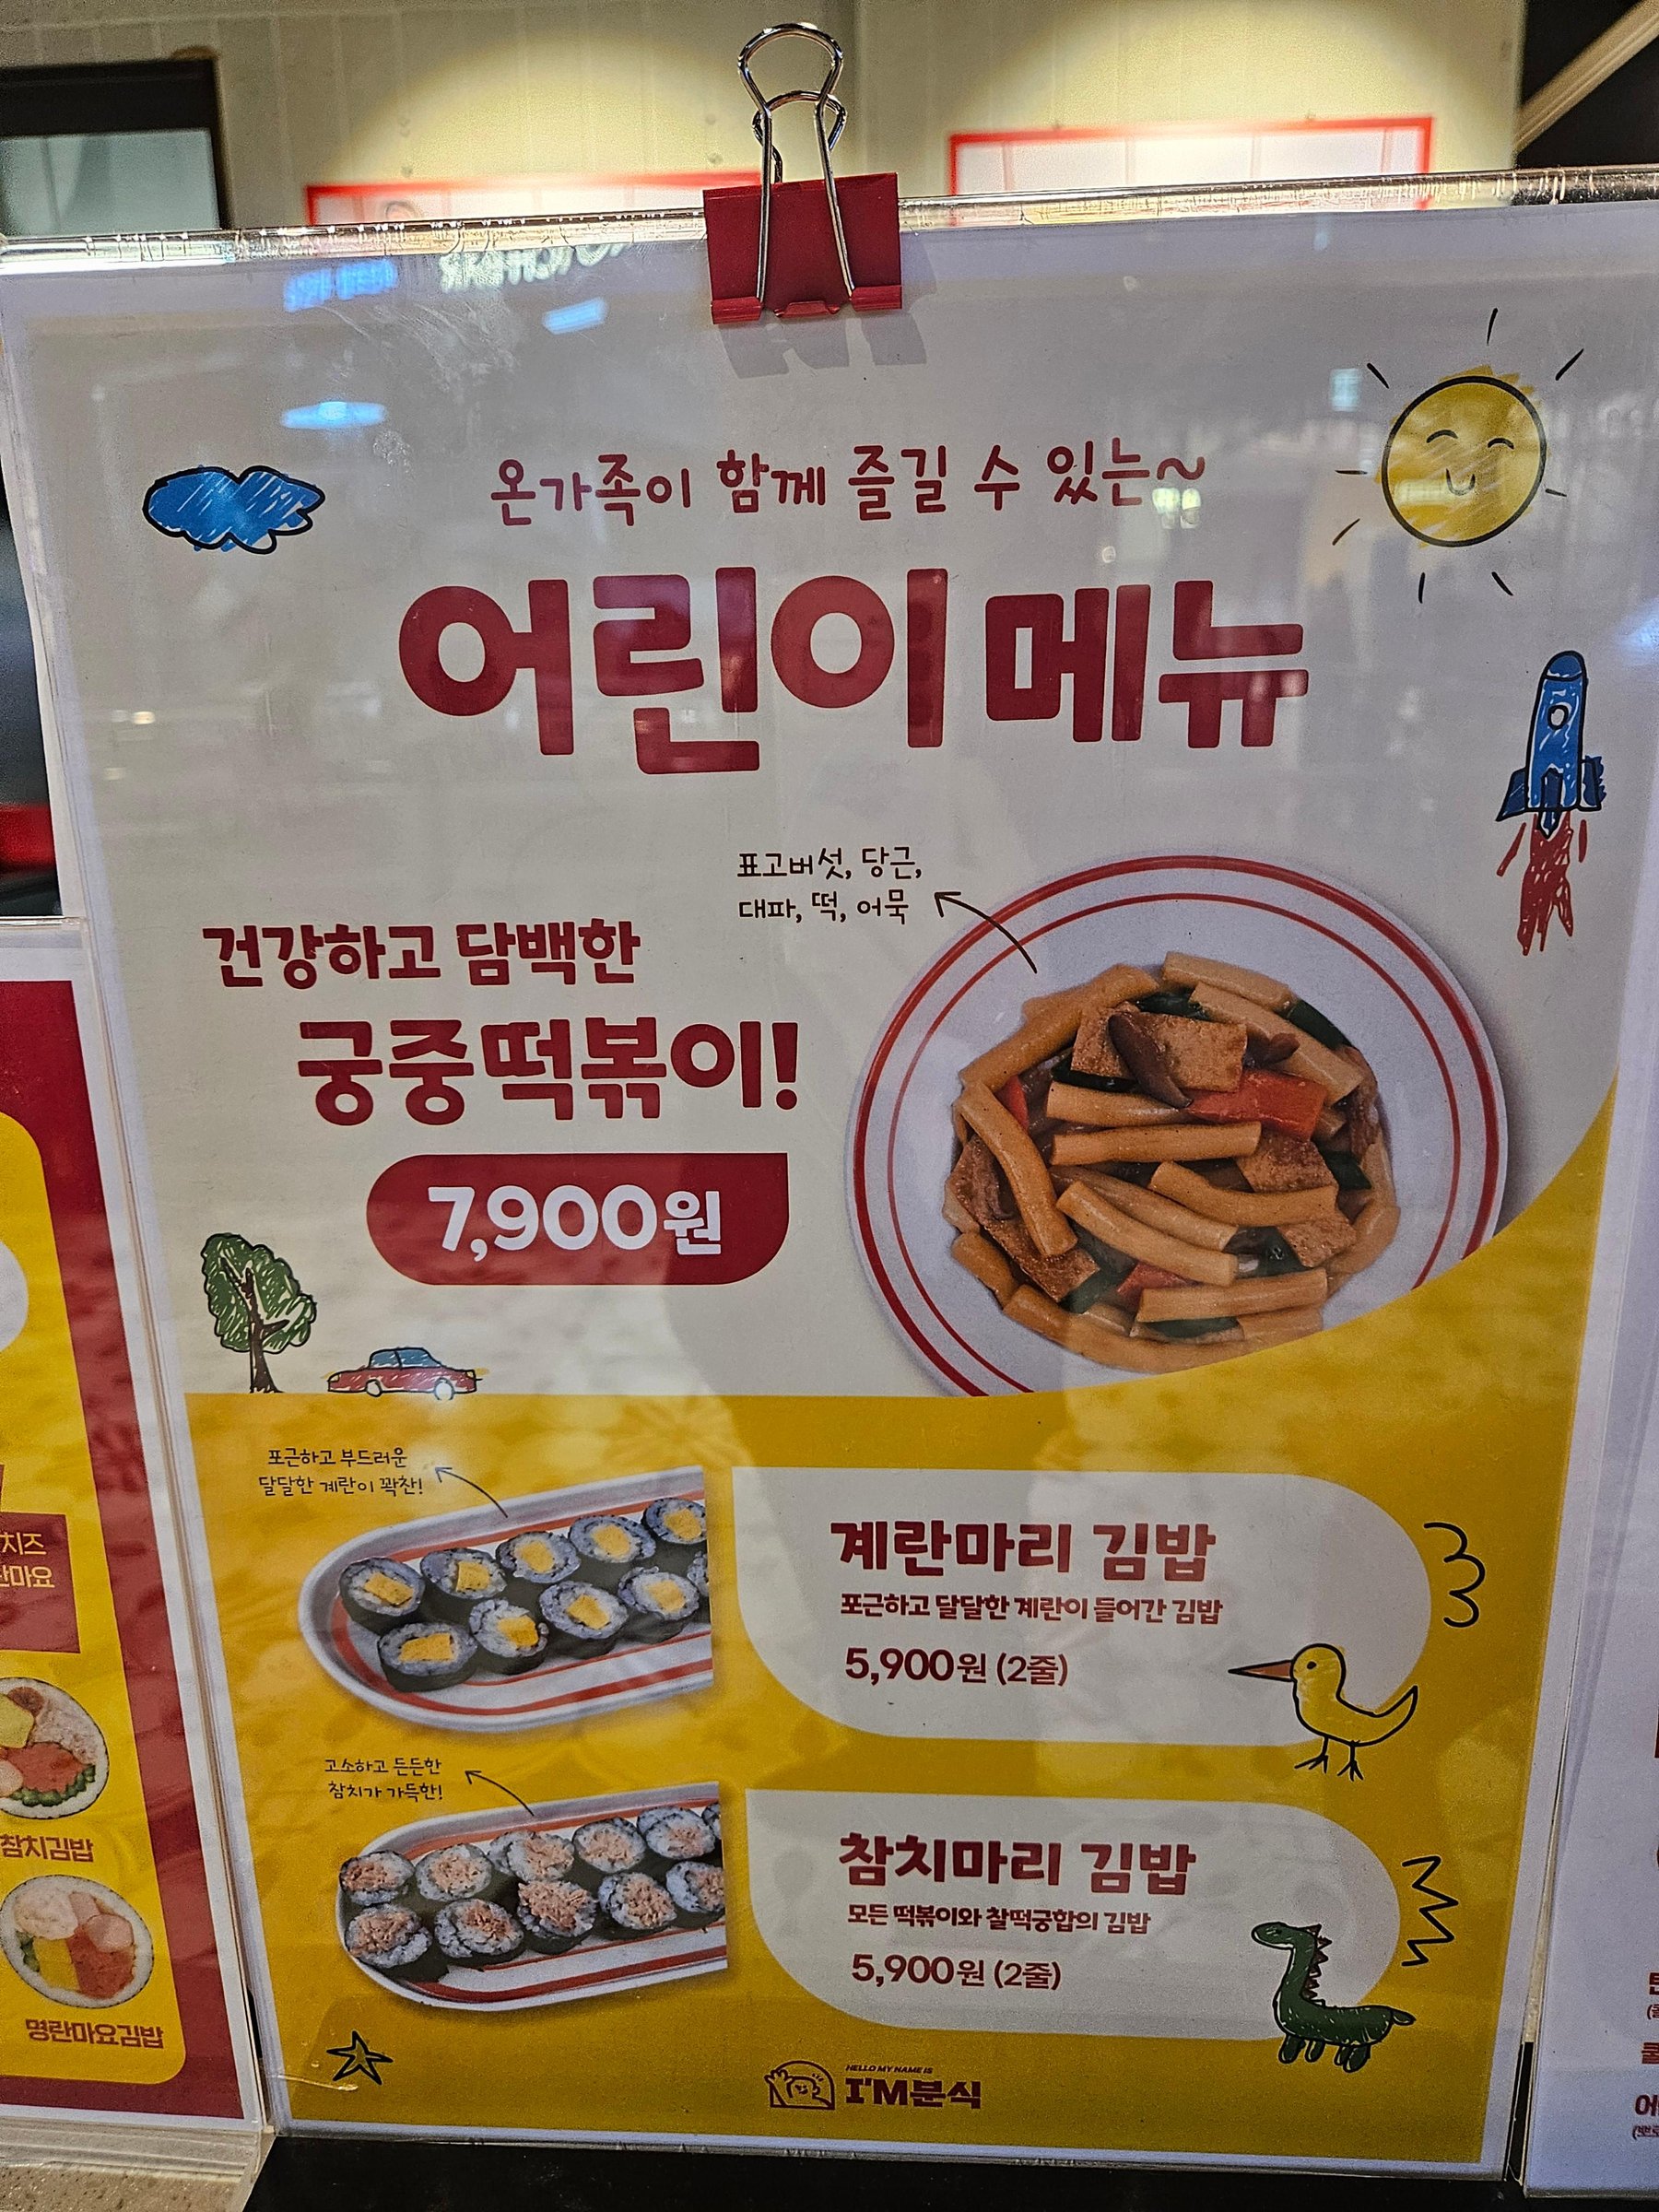 온가족이 함께 즐길 수 있는~
어린이 메뉴
표고버섯, 당근,
대파, 떡, 어묵
건강하고 담백한
궁중떡볶이!
7,900원
포근하고 부드러운
달달한 계란이 꽉찬!
계란마리 김밥
포근하고 달달한 계란이 들어간 김밥
5,900원 (2줄)
고소하고 든든한
참치가 가득한!
참치마리 김밥
모든 떡볶이와 찰떡궁합의 김밥
5,900원 (2줄)
HELLO MY NAME IS
I'M분식
치즈
란마요
참치김밥
명란마요김밥